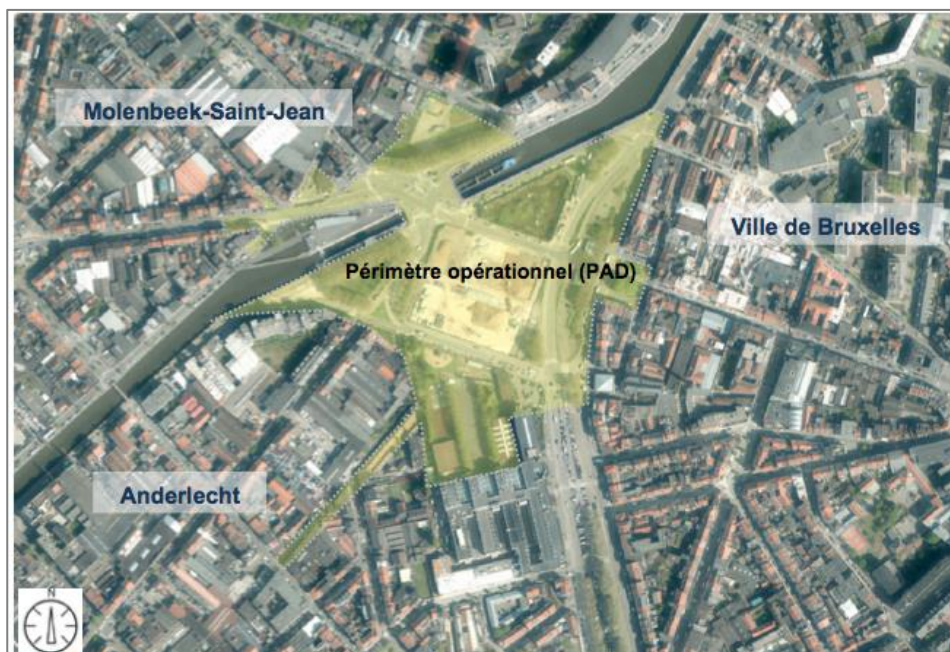 Molenbeek-Saint-Jean
Ville de Bruxelles
Périmètre opérationnel (PAD)
Anderlecht
N